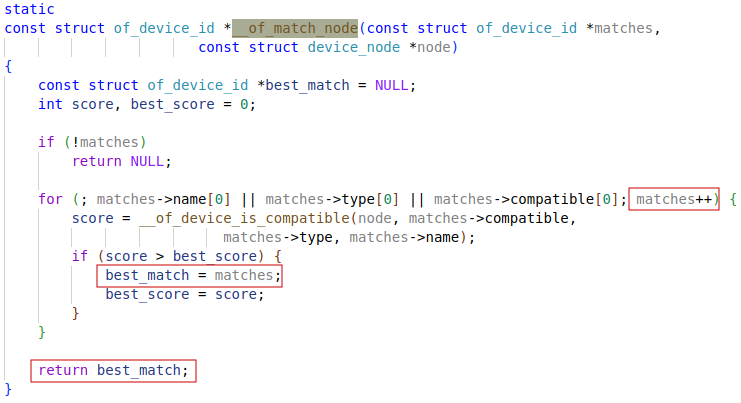 static
const struct of_device_id *__of_match_node(const struct of_device_id *matches,
const struct device_node *node)
{
const struct of_device_id *best_match = NULL;
int score, best_score = 0;
if (!matches)
return NULL;
for (; matches->name[0] || matches->type[0] || matches->compatible[0]; matches++) {
score = __of_device_is_compatible(node, matches->compatible,
matches->type, matches->name);
if (score > best_score) {
best_match = matches;
best_score = score;
}
}
return best_match;
}